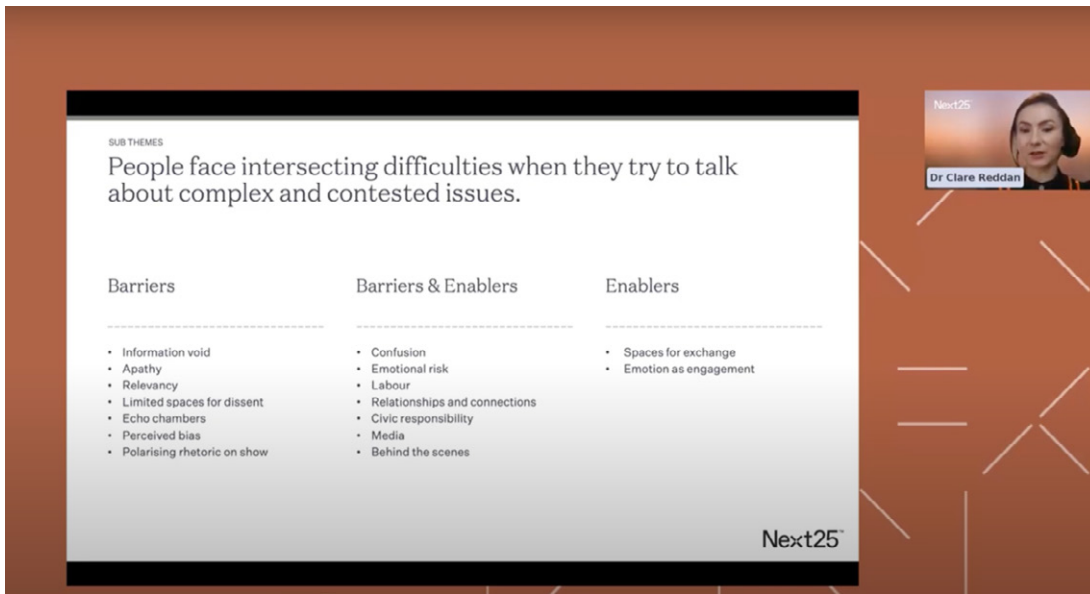 SUB THEMES
People face intersecting difficulties when they try to talk
about complex and contested issues.
Barriers
• Information void
• Apathy
• Relevancy
• Limited spaces for dissent
• Echo chambers
• Perceived bias
• Polarising rhetoric on show
Barriers & Enablers
• Confusion
• Emotional risk
• Labour
• Relationships and connections
• Civic responsibility
• Media
• Behind the scenes
Enablers
• Spaces for exchange
• Emotion as engagement
Next25™
Next25
Dr Clare Reddan